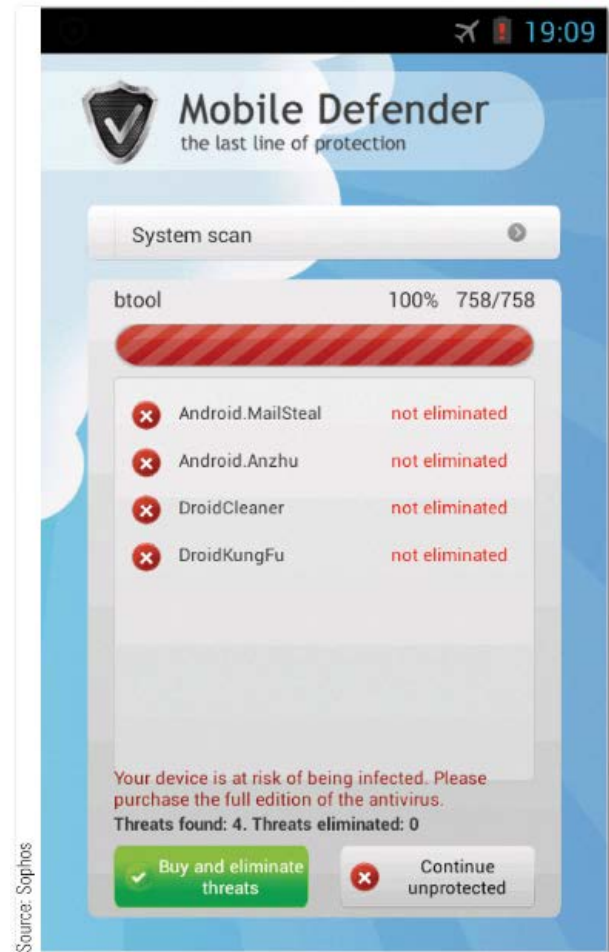 19:09
Mobile Defender
the last line of protection
System scan
btool 100% 758/758
Android.MailSteal not eliminated
Android.Anzhu not eliminated
DroidCleaner not eliminated
DroidKungFu not eliminated
Your device is at risk of being infected. Please
purchase the full edition of the antivirus.
Threats found: 4. Threats eliminated: 0
Buy and eliminate
threats
Continue
unprotected
Source: Sophos